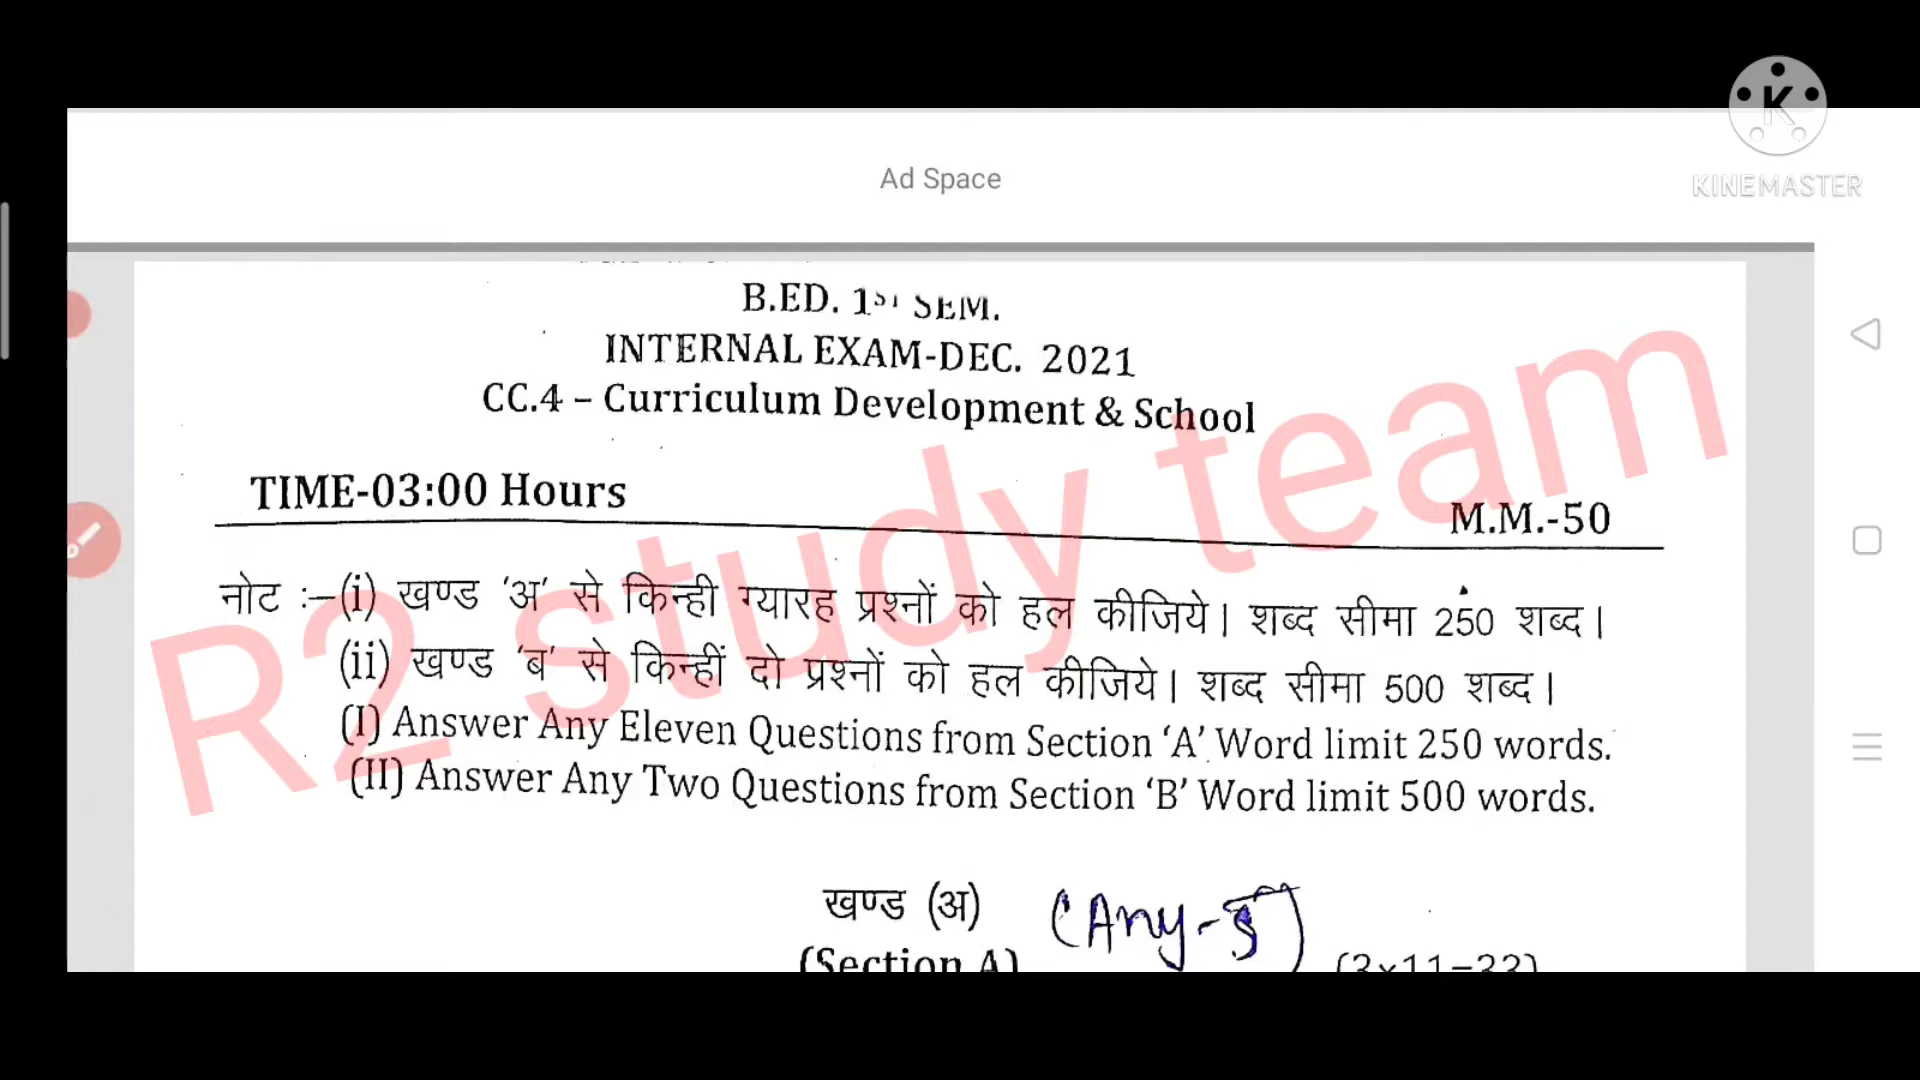 KINEMASTER
Ad Space
B.ED. 1ST SEM.
INTERNAL EXAM-DEC. 2021
CC.4 – Curriculum Development & School
TIME-03:00 Hours
M.M.-50
नोट :–(i) खण्ड 'अ' से किन्ही ग्यारह प्रश्नों को हल कीजिये। शब्द सीमा 250 शब्द।
(ii) खण्ड 'ब' से किन्हीं दो प्रश्नों को हल कीजिये। शब्द सीमा 500 शब्द।
(I) Answer Any Eleven Questions from Section 'A' Word limit 250 words.
(II) Answer Any Two Questions from Section 'B' Word limit 500 words.
R2 study team
खण्ड (अ)
(Any-
(Section A)